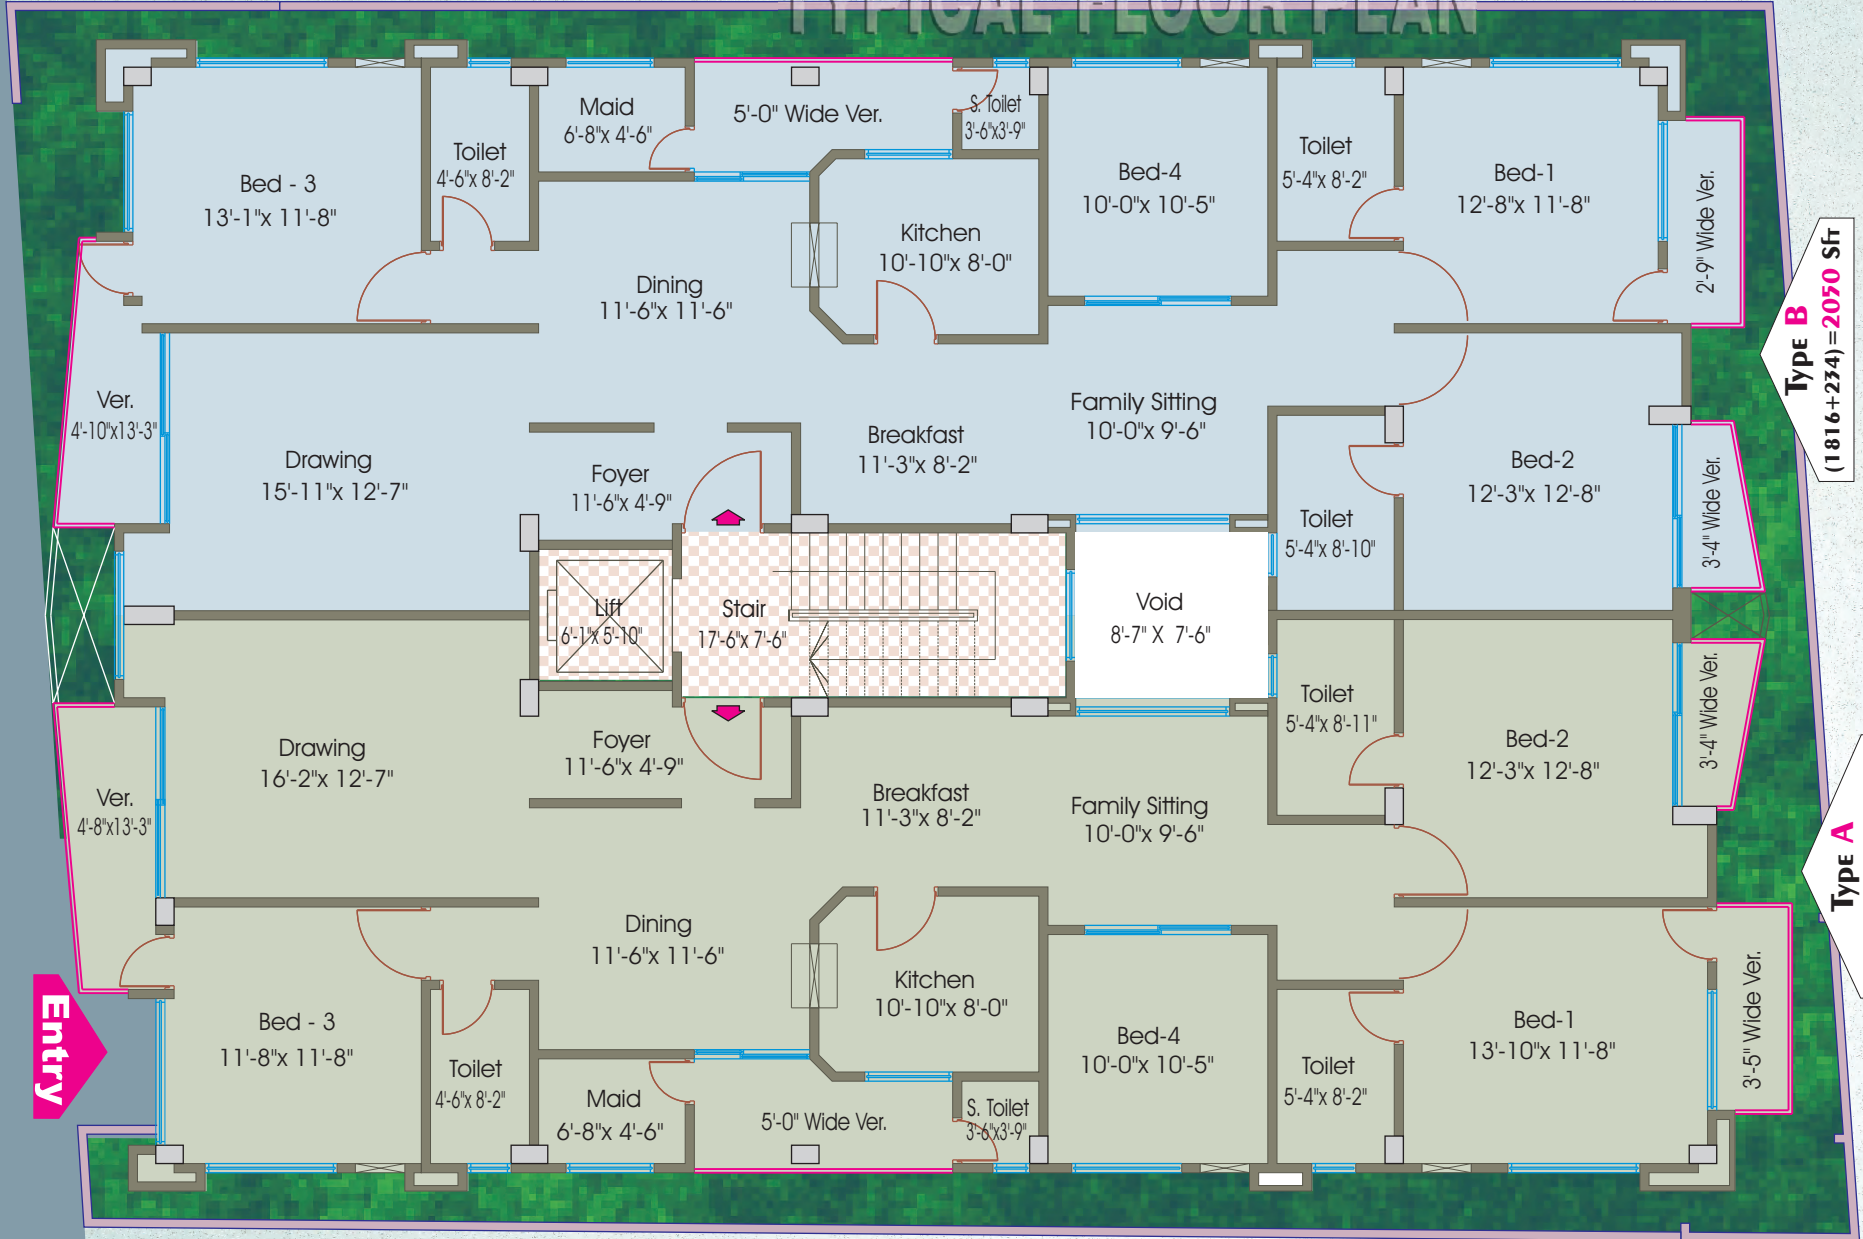 TYPICAL FLOOR PLAN
Bed - 3
13'-1"x 11'-8"
Toilet
4'-6"x 8'-2"
Maid
6'-8"x 4'-6"
5'-0" Wide Ver.
S. Toilet
3'-6"x3'-9"
Bed-4
10'-0"x 10'-5"
Toilet
5'-4"x 8'-2"
Bed-1
12'-8"x 11'-8"
2'-9" Wide Ver.
Kitchen
10'-10"x 8'-0"
Dining
11'-6"x 11'-6"
Ver.
4'-10"x13'-3"
Drawing
15'-11"x 12'-7"
Foyer
11'-6"x 4'-9"
Breakfast
11'-3"x 8'-2"
Family Sitting
10'-0"x 9'-6"
Toilet
5'-4"x 8'-10"
Bed-2
12'-3"x 12'-8"
3'-4" Wide Ver.
Type B
(1816+234)=2050 Sft
Lift
6'-1"x 5'-10"
Stair
17'-6"x 7'-6"
Void
8'-7" X 7'-6"
Drawing
16'-2"x 12'-7"
Foyer
11'-6"x 4'-9"
Breakfast
11'-3"x 8'-2"
Family Sitting
10'-0"x 9'-6"
Toilet
5'-4"x 8'-11"
Bed-2
12'-3"x 12'-8"
3'-4" Wide Ver.
Type A
Ver.
4'-8"x13'-3"
Dining
11'-6"x 11'-6"
Kitchen
10'-10"x 8'-0"
Entry
Bed - 3
11'-8"x 11'-8"
Toilet
4'-6"x 8'-2"
Maid
6'-8"x 4'-6"
5'-0" Wide Ver.
S. Toilet
3'-6"x3'-9"
Bed-4
10'-0"x 10'-5"
Toilet
5'-4"x 8'-2"
Bed-1
13'-10"x 11'-8"
3'-5" Wide Ver.